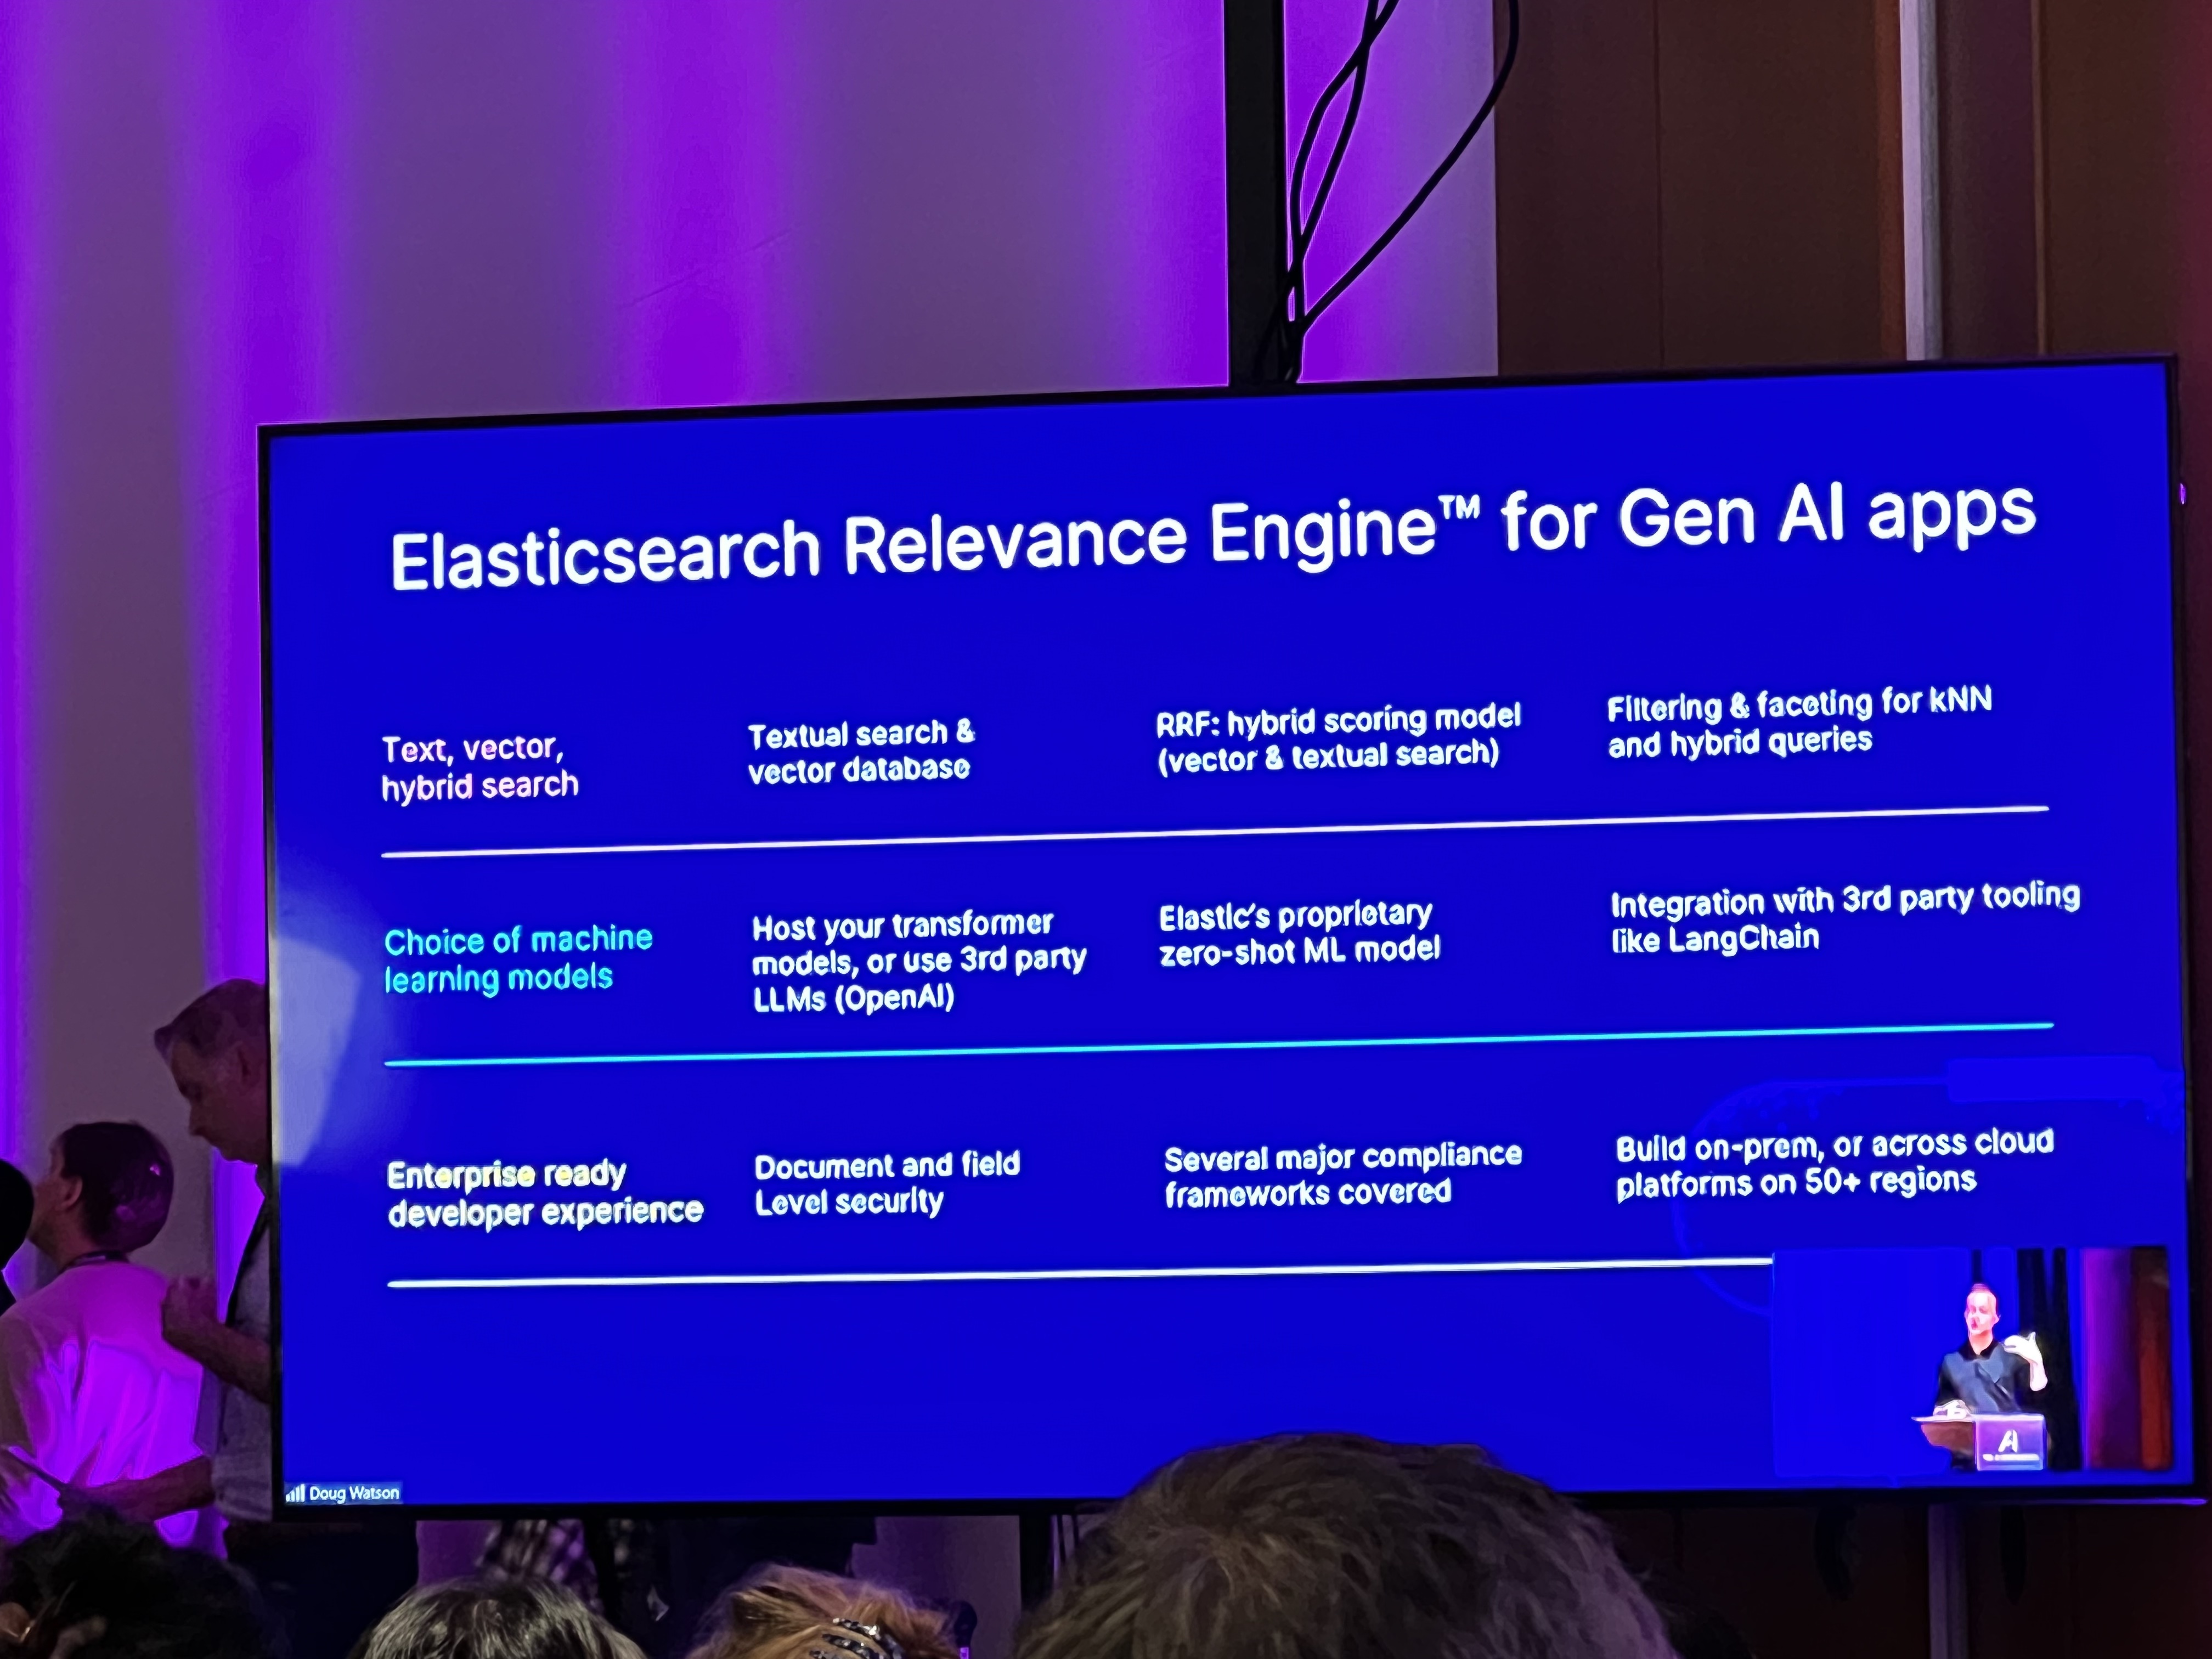 Elasticsearch Relevance Engine™ for Gen AI apps
Text, vector,
hybrid search
Textual search &
vector database
RRF: hybrid scoring model
(vector & textual search)
Filtering & faceting for kNN
and hybrid queries
Choice of machine
learning models
Host your transformer
models, or use 3rd party
LLMs (OpenAI)
Elastic's proprietary
zero-shot ML model
Integration with 3rd party tooling
like LangChain
Enterprise ready
developer experience
Document and field
Level security
Several major compliance
frameworks covered
Build on-prem, or across cloud
platforms on 50+ regions
AI
Doug Watson